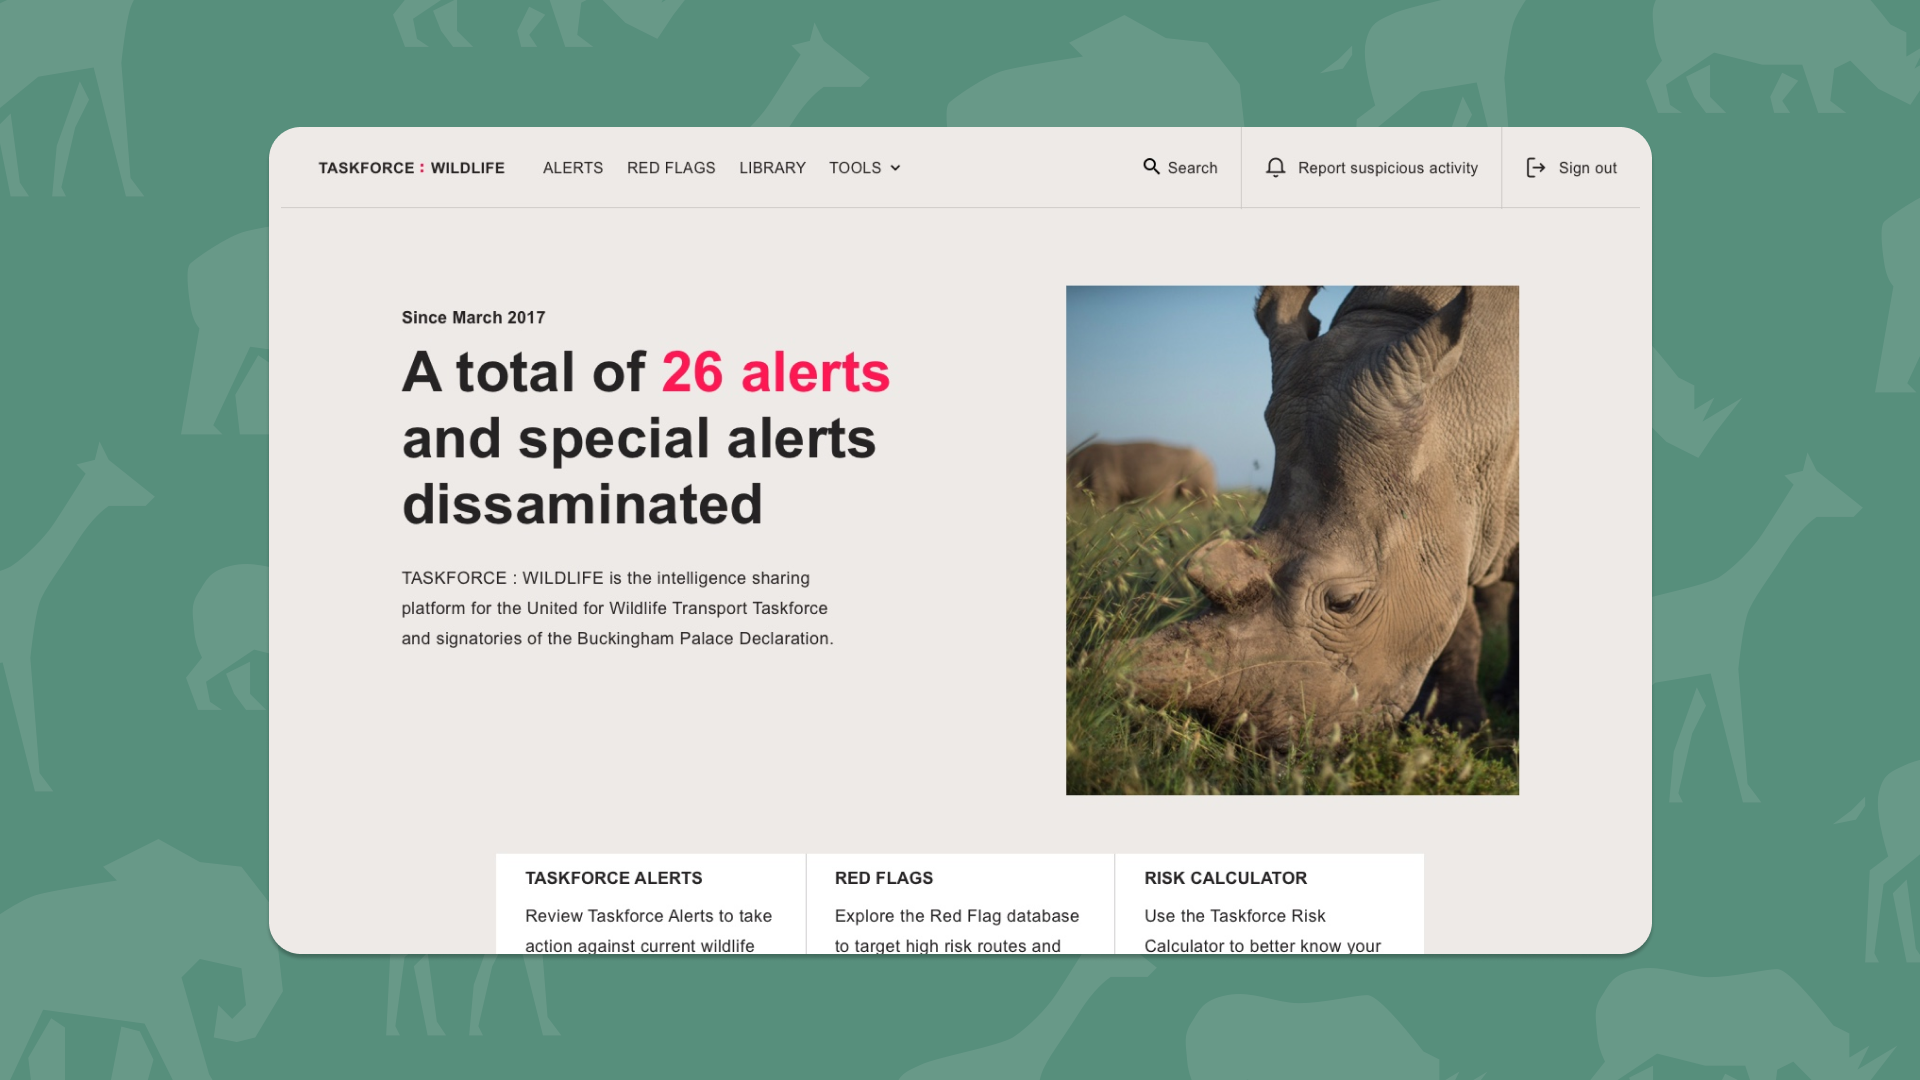 TASKFORCE : WILDLIFE ALERTS RED FLAGS LIBRARY TOOLS Search Report suspicious activity Sign out
Since March 2017
A total of 26 alerts
and special alerts
dissaminated
TASKFORCE : WILDLIFE is the intelligence sharing
platform for the United for Wildlife Transport Taskforce
and signatories of the Buckingham Palace Declaration.
TASKFORCE ALERTS
Review Taskforce Alerts to take
action against current wildlife
RED FLAGS
Explore the Red Flag database
to target high risk routes and
RISK CALCULATOR
Use the Taskforce Risk
Calculator to better know your